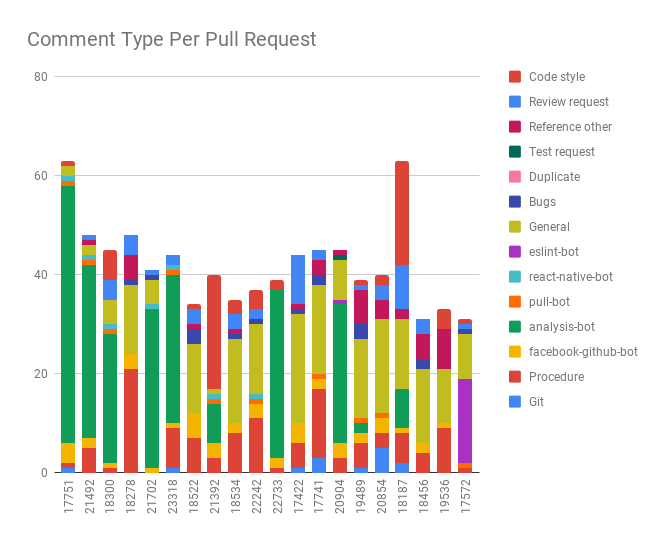 Comment Type Per Pull Request
80
60
40
20
0
17751
21492
18300
18278
21702
23318
18522
21392
18534
22242
22733
17422
17741
20904
19489
20854
18187
18456
19536
17572
Code style
Review request
Reference other
Test request
Duplicate
Bugs
General
eslint-bot
react-native-bot
pull-bot
analysis-bot
facebook-github-bot
Procedure
Git